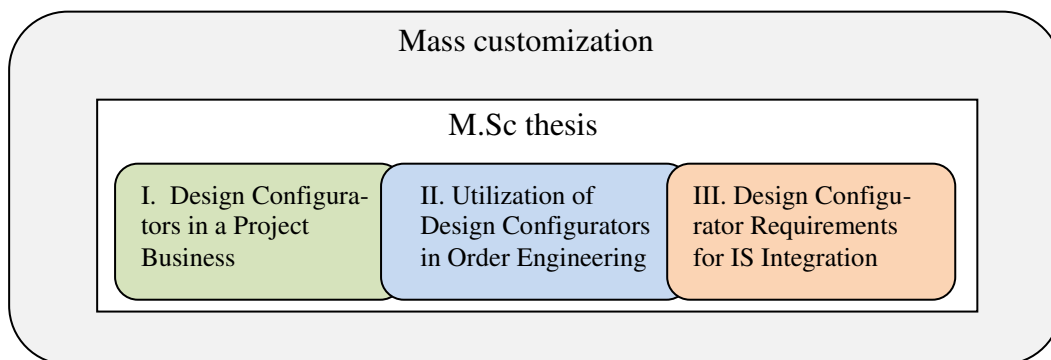 Mass customization
M.Sc thesis
I. Design Configura-
tors in a Project
Business
II. Utilization of
Design Configurators
in Order Engineering
III. Design Configu-
rator Requirements
for IS Integration